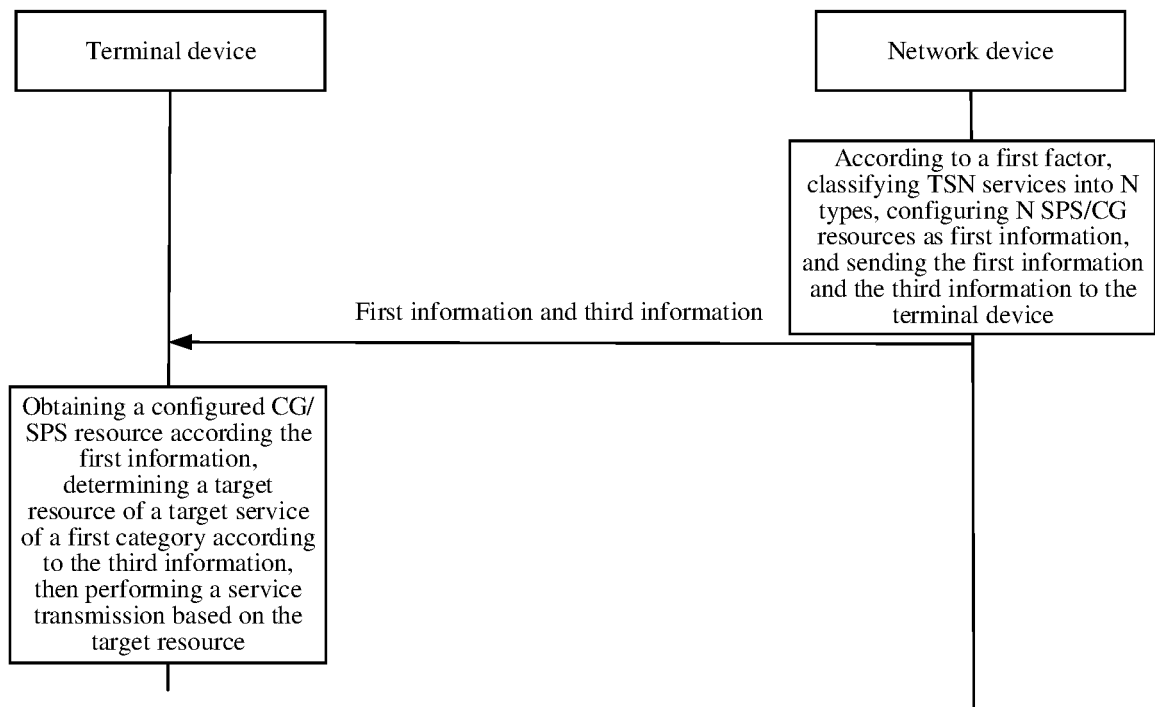 Terminal device
Network device
According to a first factor,
classifying TSN services into N
types, configuring N SPS/CG
resources as first information,
and sending the first information
and the third information to the
terminal device
First information and third information
Obtaining a configured CG/
SPS resource according the
first information,
determining a target
resource of a target service
of a first category according
to the third information,
then performing a service
transmission based on the
target resource